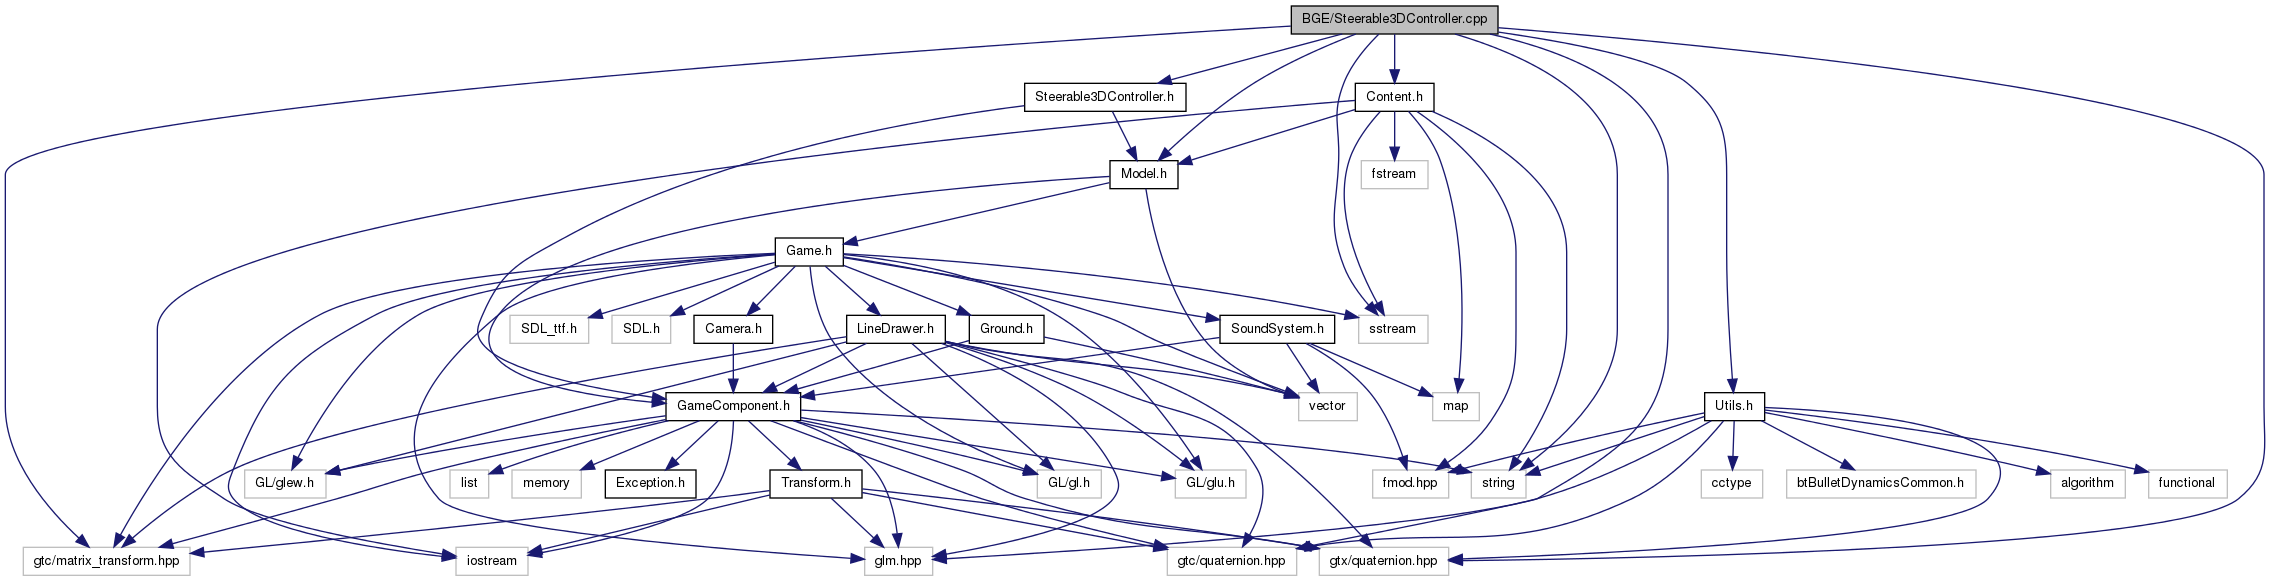 BGE/Steerable3DController.cpp
Steerable3DController.h
Content.h
Model.h
fstream
Game.h
SDL_ttf.h
SDL.h
Camera.h
LineDrawer.h
Ground.h
SoundSystem.h
sstream
GameComponent.h
vector
map
Utils.h
GL/glew.h
list
memory
Exception.h
Transform.h
GL/gl.h
GL/glu.h
fmod.hpp
string
cctype
btBulletDynamicsCommon.h
algorithm
functional
gtc/matrix_transform.hpp
iostream
glm.hpp
gtc/quaternion.hpp
gtx/quaternion.hpp